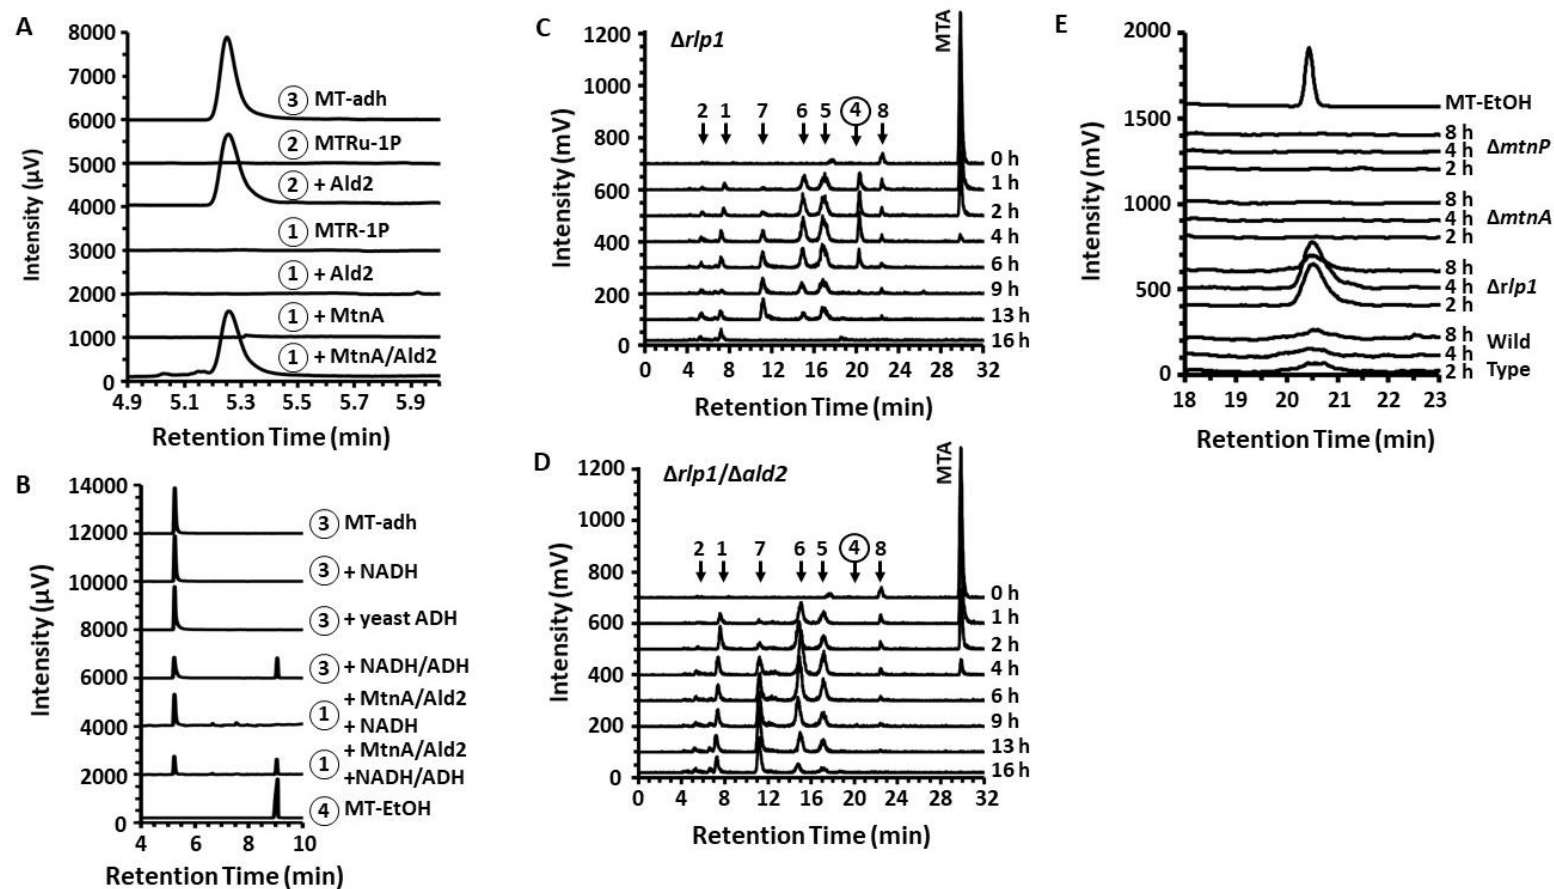 A
8000
7000
6000
5000
4000
3000
2000
1000
0
Intensity (µV)
3 MT-adh
2 MTRu-1P
2 + Ald2
1 MTR-1P
1 + Ald2
1 + MtnA
1 + MtnA/Ald2
4.9 5.1 5.3 5.5 5.7 5.9
Retention Time (min)
B
14000
12000
10000
8000
6000
4000
2000
0
Intensity (µV)
3 MT-adh
3 + NADH
3 + yeast ADH
3 + NADH/ADH
1 + MtnA/Ald2
+ NADH
1 + MtnA/Ald2
+NADH/ADH
4 MT-EtOH
4 6 8 10
Retention Time (min)
C
Δrlp1
MTA
1200
1000
800
600
400
200
0
Intensity (mV)
2 1 7 6 5 4 8
0 h
1 h
2 h
4 h
6 h
9 h
13 h
16 h
0 4 8 12 16 20 24 28 32
Retention Time (min)
D
Δrlp1/Δald2
MTA
1200
1000
800
600
400
200
0
Intensity (mV)
2 1 7 6 5 4 8
0 h
1 h
2 h
4 h
6 h
9 h
13 h
16 h
0 4 8 12 16 20 24 28 32
Retention Time (min)
E
2000
1500
1000
500
0
Intensity (mV)
MT-EtOH
8 h
4 h ΔmtnP
2 h
8 h
4 h ΔmtnA
2 h
8 h
4 h Δrlp1
2 h
8 h Wild
4 h
2 h Type
18 19 20 21 22 23
Retention Time (min)